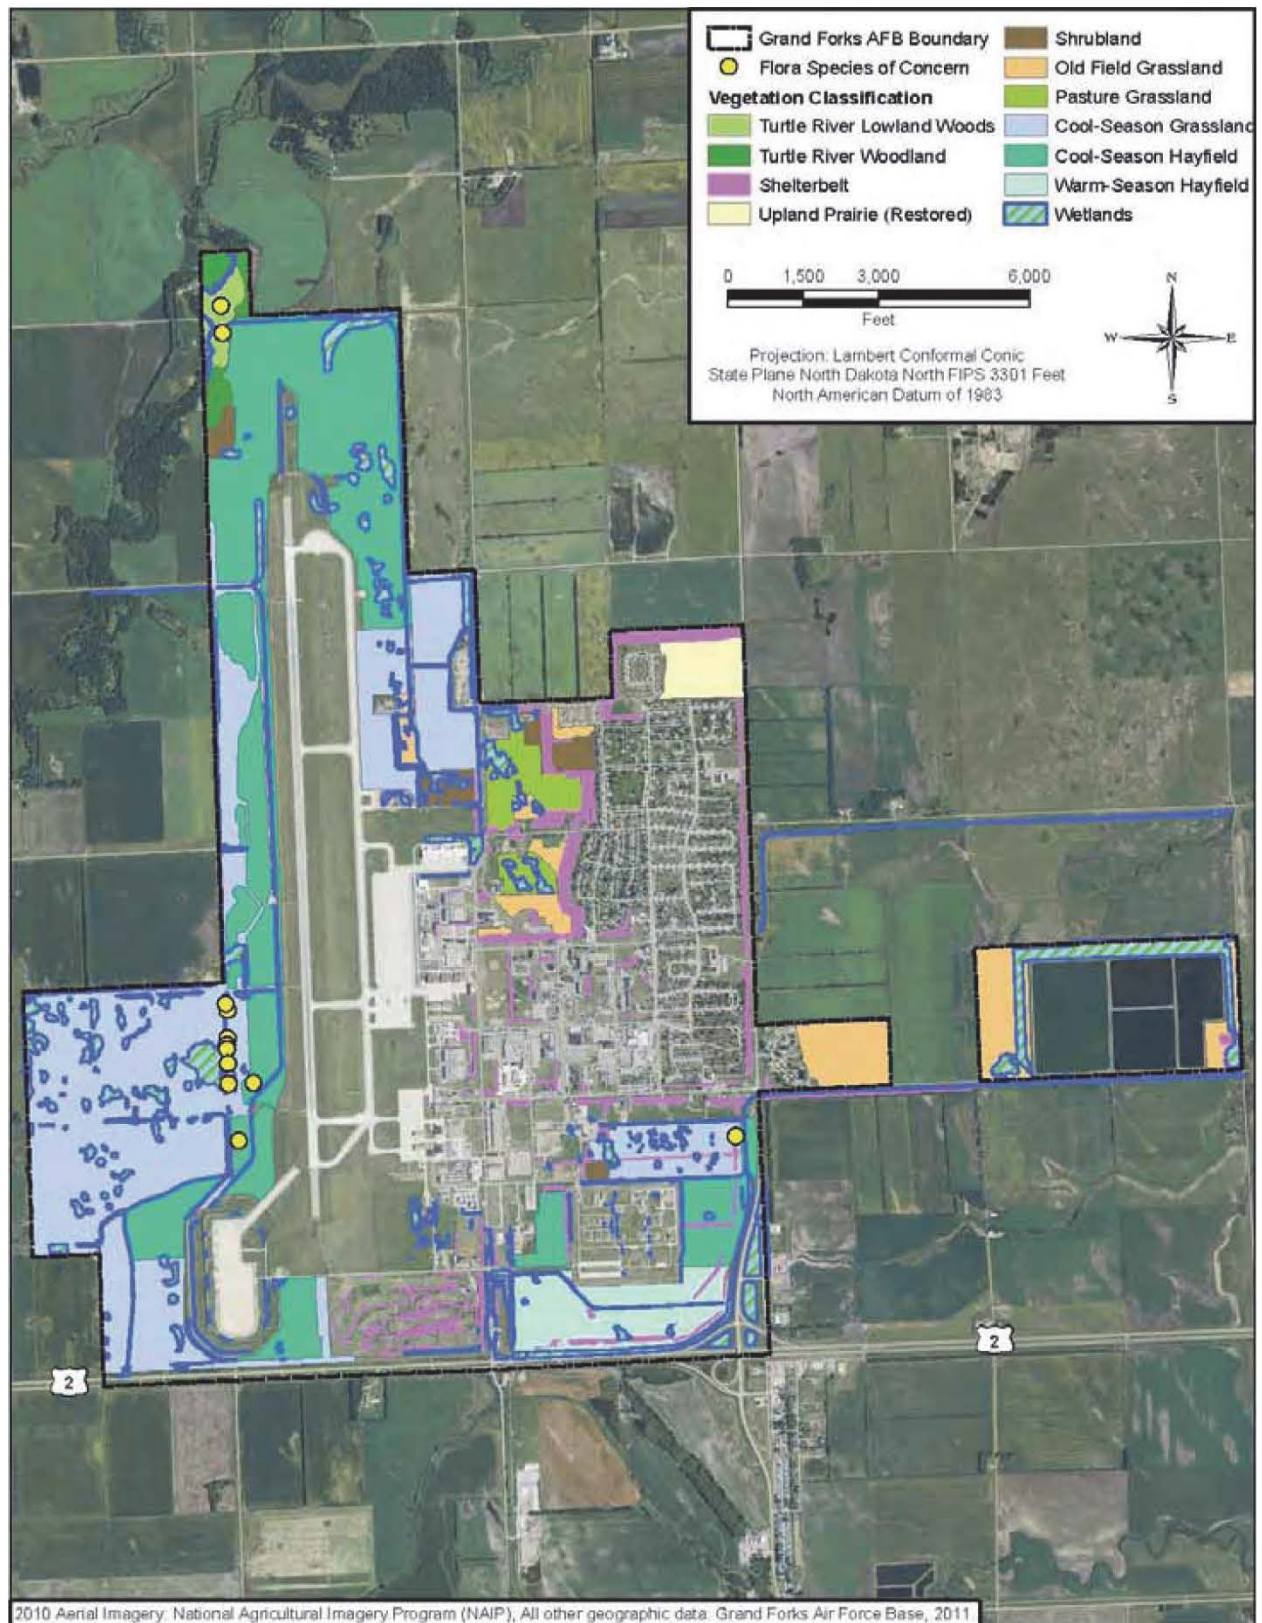 Grand Forks AFB Boundary
Flora Species of Concern
Vegetation Classification
Turtle River Lowland Woods
Turtle River Woodland
Shelterbelt
Upland Prairie (Restored)
Shrubland
Old Field Grassland
Pasture Grassland
Cool-Season Grassland
Cool-Season Hayfield
Warm-Season Hayfield
Wetlands
0 1,500 3,000 6,000
Feet
Projection: Lambert Conformal Conic
State Plane North Dakota North FIPS 3301 Feet
North American Datum of 1983
N
W E
S
2
2
2010 Aerial Imagery: National Agricultural Imagery Program (NAIP), All other geographic data: Grand Forks Air Force Base, 2011